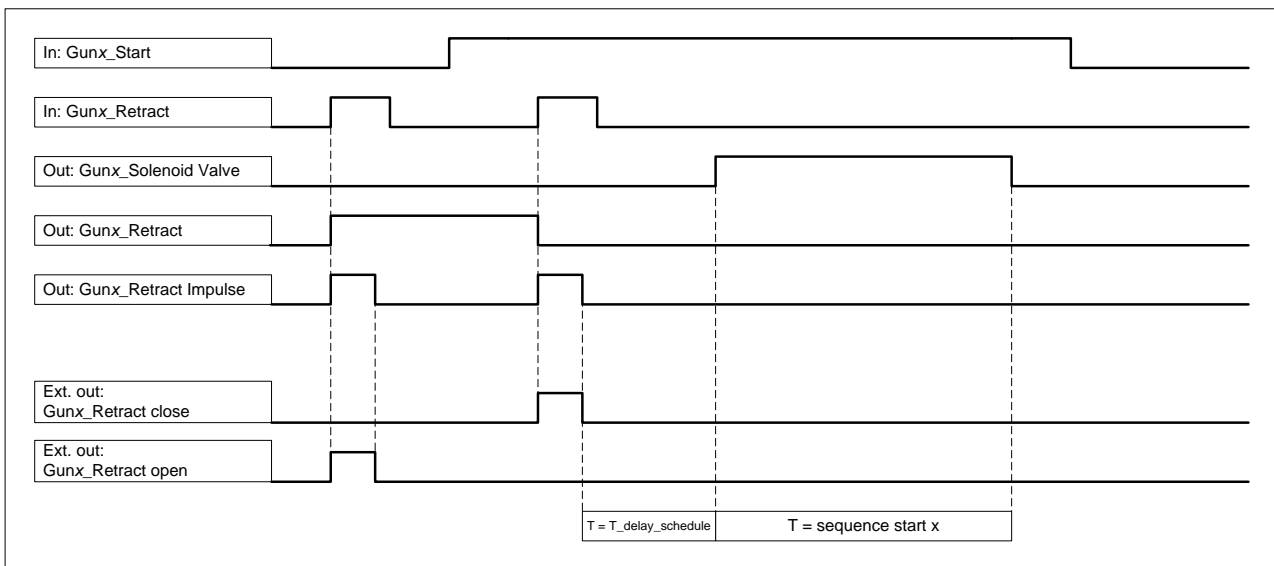 In: Gunx_Start
In: Gunx_Retract
Out: Gunx_Solenoid Valve
Out: Gunx_Retract
Out: Gunx_Retract Impulse
Ext. out:
Gunx_Retract close
Ext. out:
Gunx_Retract open
T = T_delay_schedule
T = sequence start x